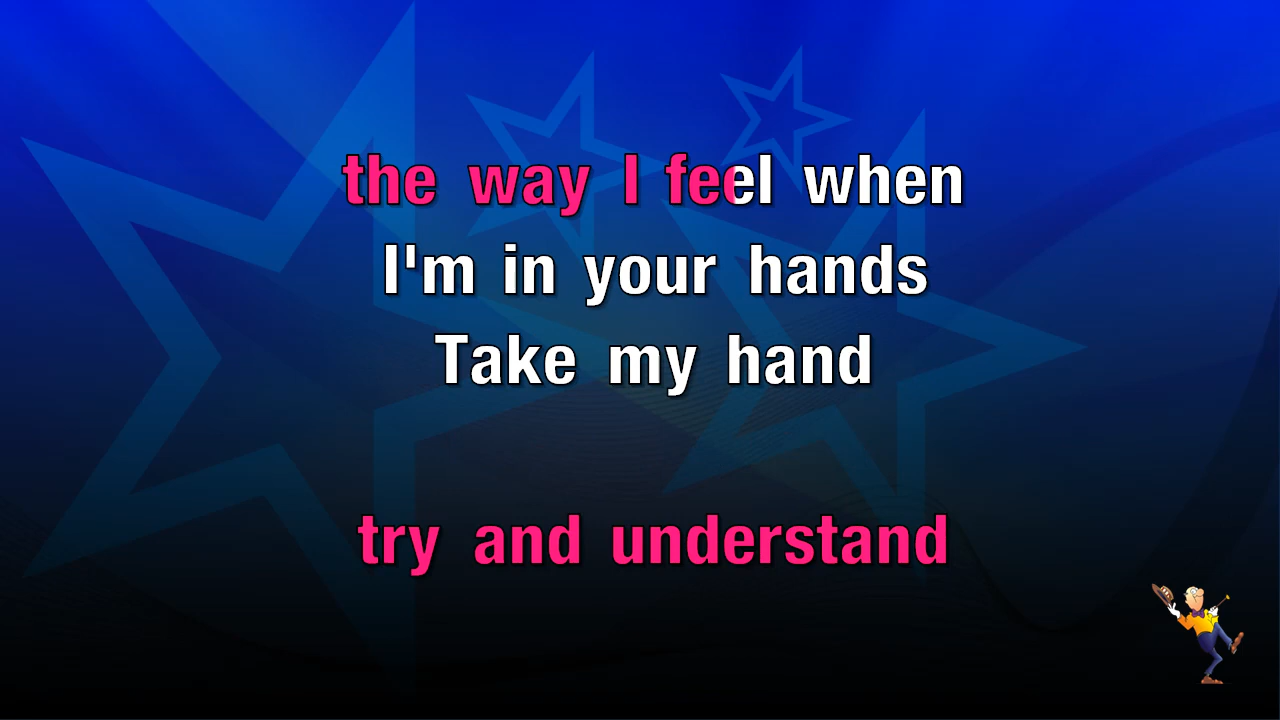 the way I feel when
I'm in your hands
Take my hand
try and understand